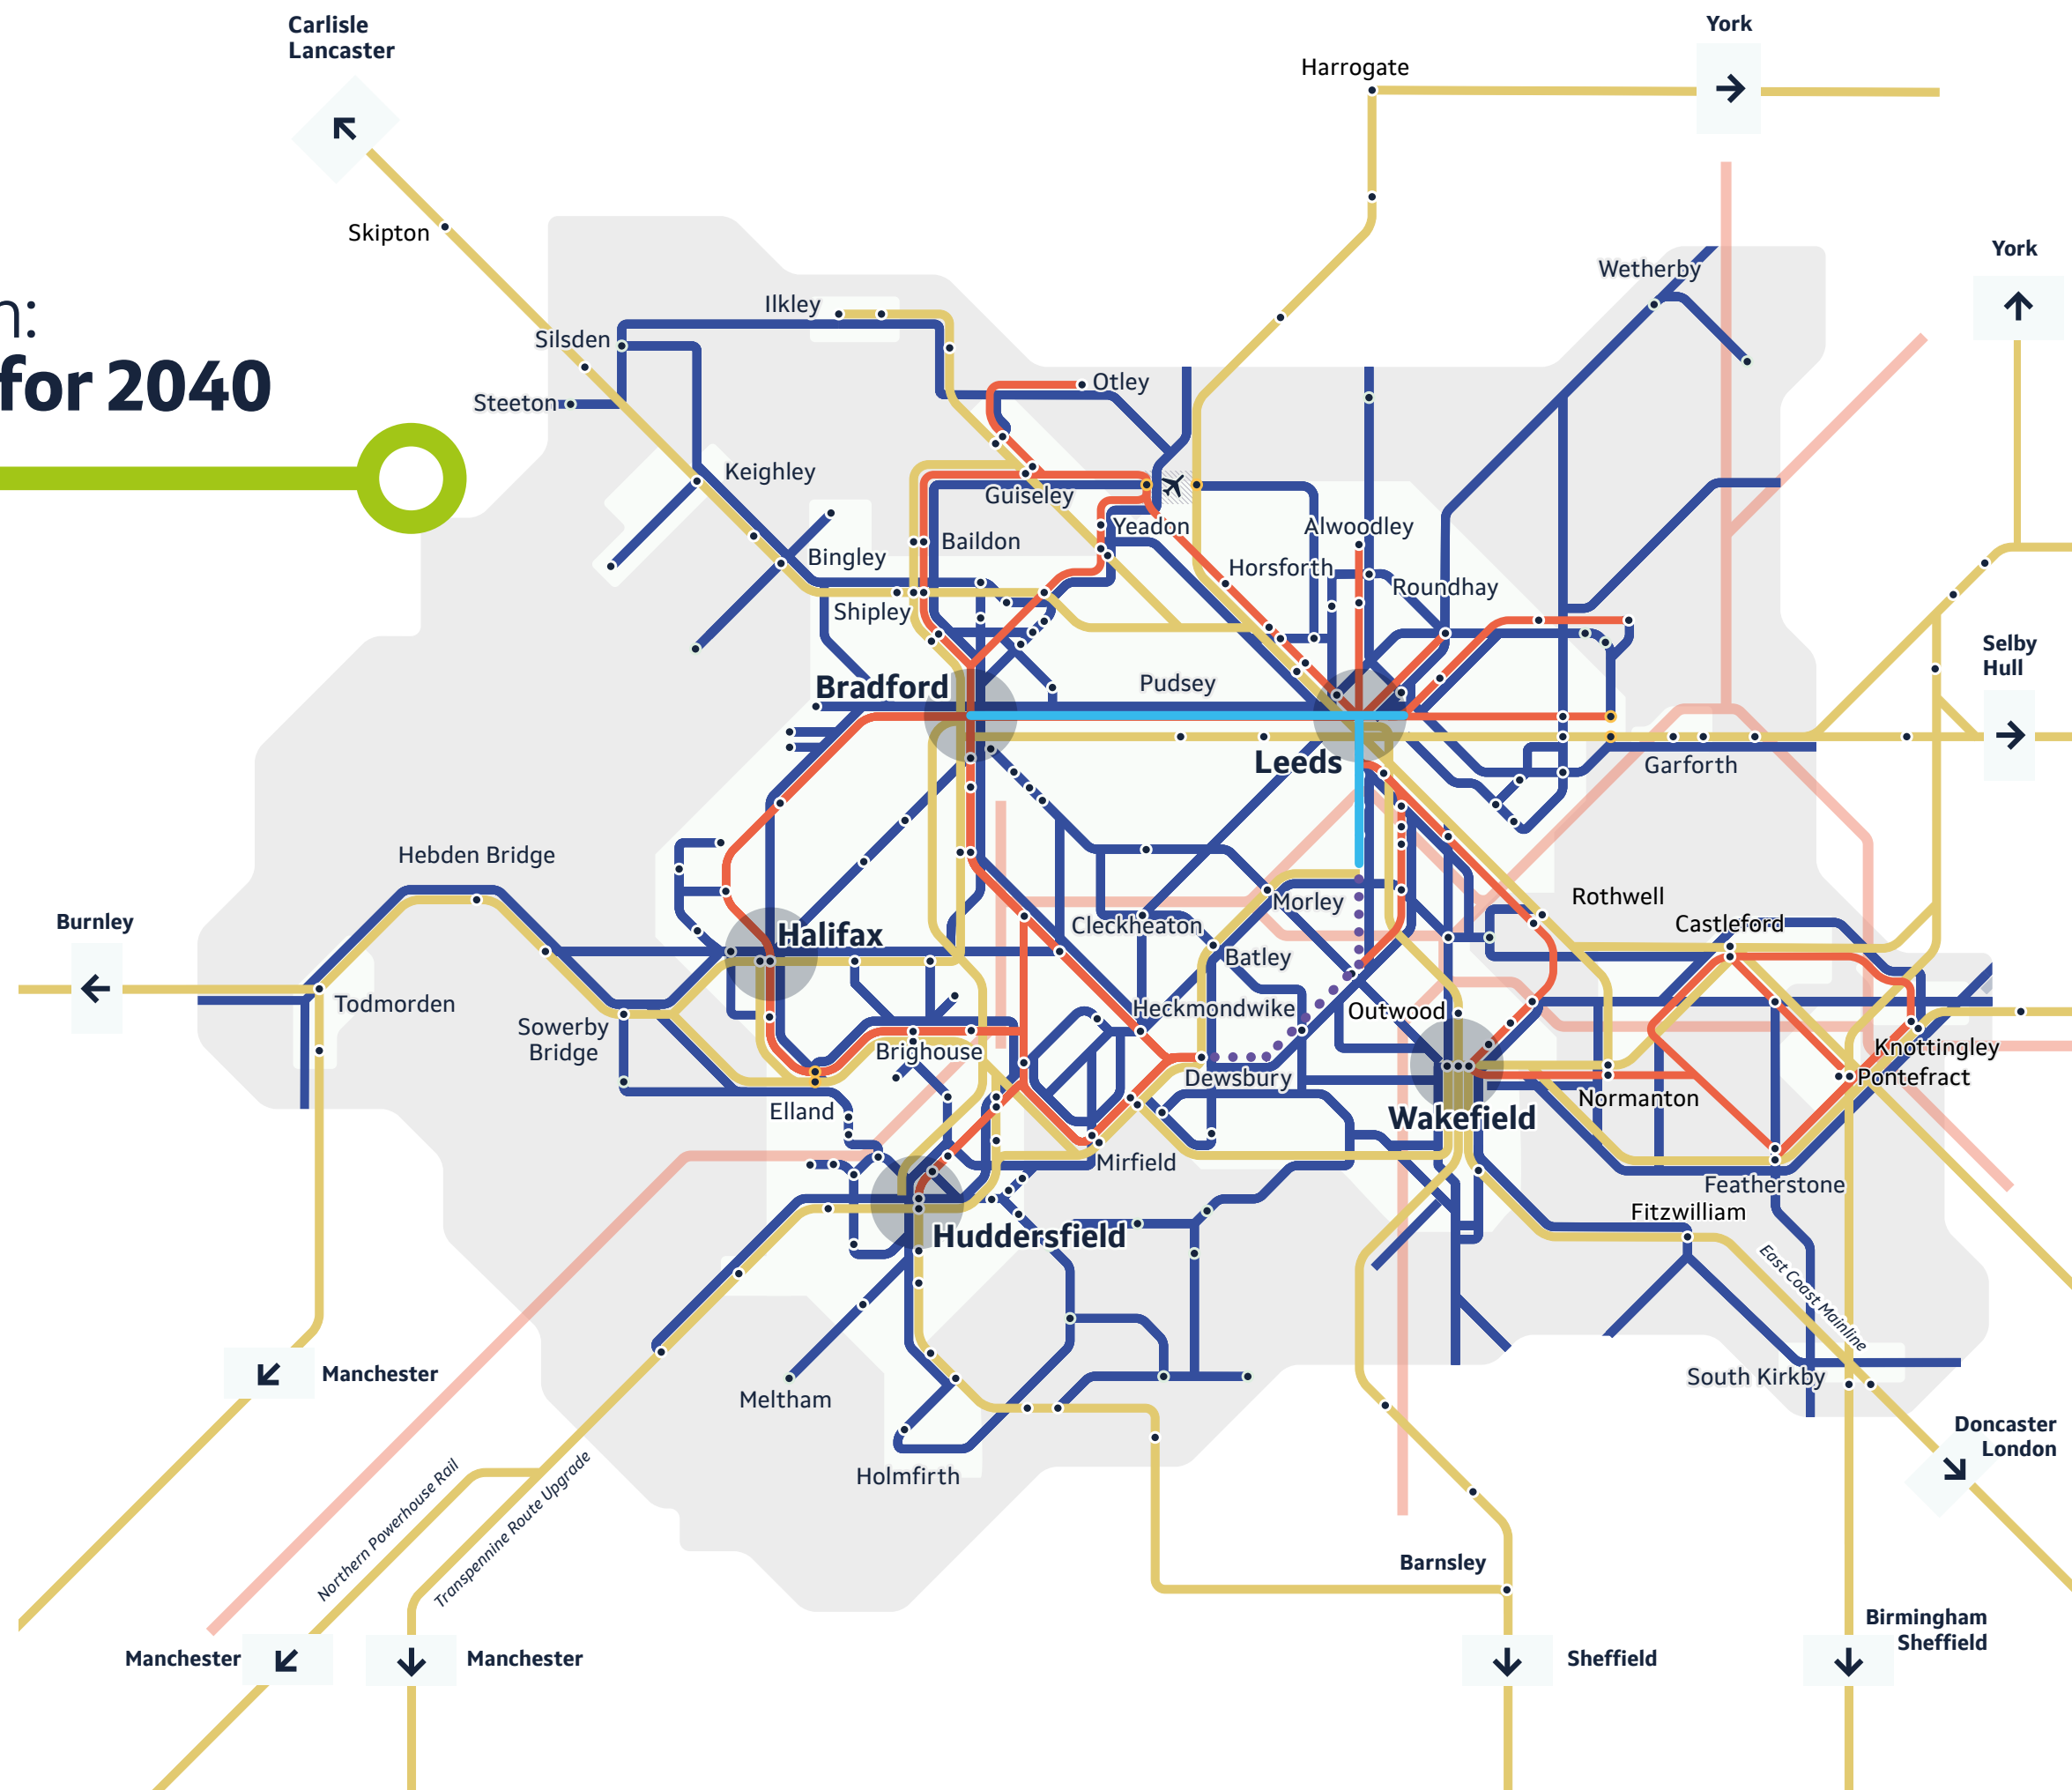 Carlisle
Lancaster
York
Harrogate
Skipton
York
Wetherby
n:
for 2040
Ilkley
Silsden
Otley
Steeton
Keighley
Guiseley
Yeadon
Alwoodley
Baildon
Bingley
Horsforth
Roundhay
Shipley
Selby
Hull
Bradford
Pudsey
Leeds
Garforth
Hebden Bridge
Burnley
Rothwell
Morley
Castleford
Cleckheaton
Halifax
Batley
Todmorden
Heckmondwike
Outwood
Sowerby
Bridge
Brighouse
Knottingley
Dewsbury
Pontefract
Elland
Normanton
Wakefield
Mirfield
Featherstone
Fitzwilliam
Huddersfield
East Coast Mainline
Manchester
South Kirkby
Meltham
Doncaster
London
Holmfirth
Northern Powerhouse Rail
Transpennine Route Upgrade
Barnsley
Birmingham
Sheffield
Manchester
Manchester
Sheffield